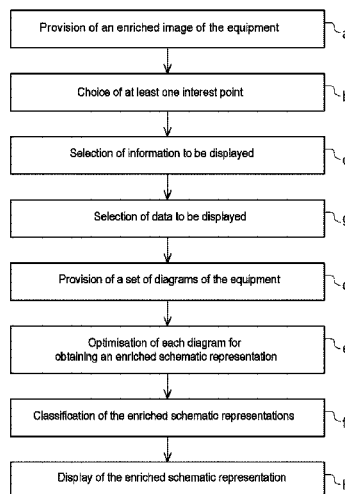 Provision of an enriched image of the equipment
Choice of at least one interest point
Selection of information to be displayed
Selection of data to be displayed
Provision of a set of diagrams of the equipment
Optimisation of each diagram for
obtaining an enriched schematic representation
Classification of the enriched schematic representations
Display of the enriched schematic representation